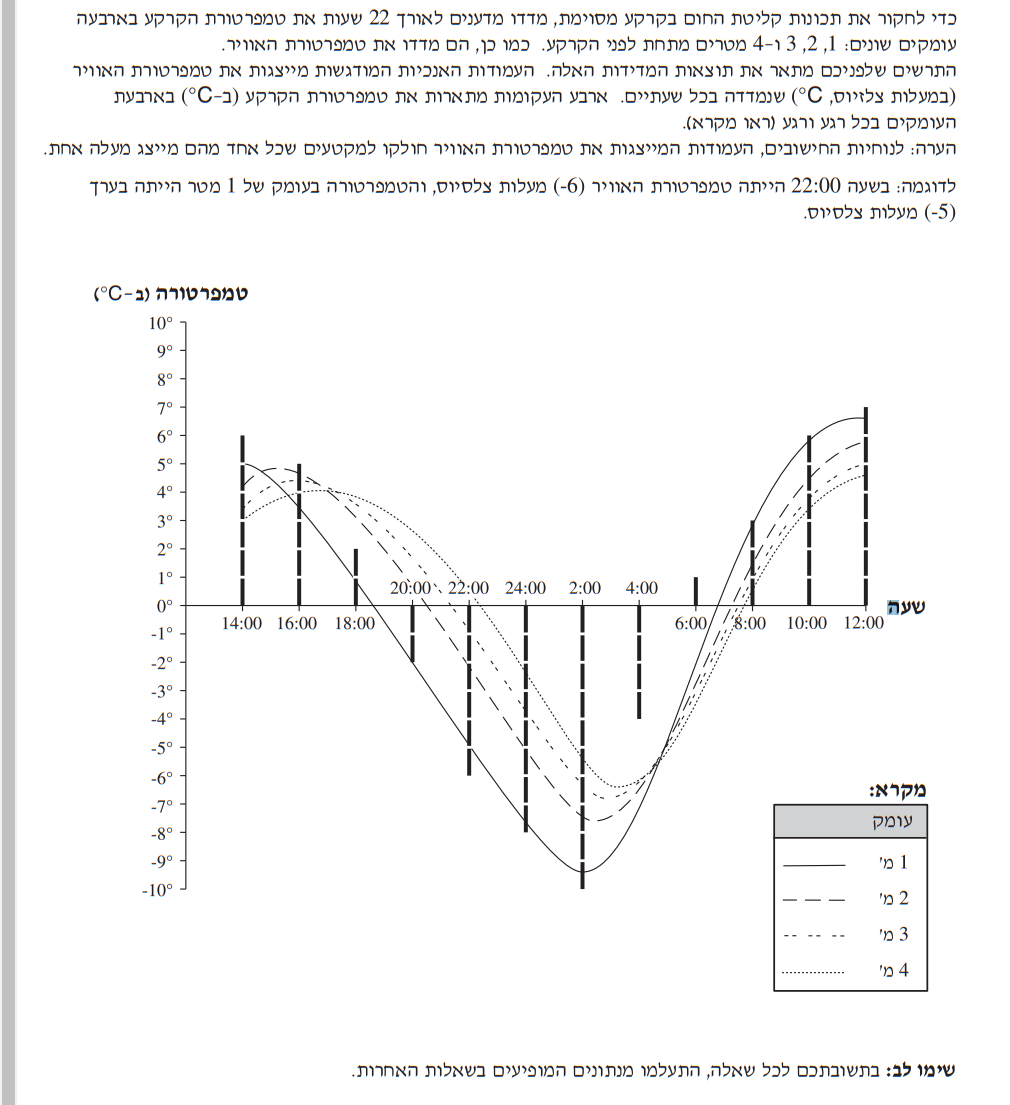 כדי לחקור את תכונות קליטת החום בקרקע מסוימת, מדדו מדענים לאורך 22 שעות את טמפרטורת הקרקע בארבעה
עומקים שונים: 1, 2, 3 ו-4 מטרים מתחת לפני הקרקע. כמו כן, הם מדדו את טמפרטורת האוויר.
התרשים שלפניכם מתאר את תוצאות המדידות האלה. העמודות האנכיות המודגשות מייצגות את טמפרטורת האוויר
(במעלות צלזיוס, °C) שנמדדה בכל שעתיים. ארבע העקומות מתארות את טמפרטורת הקרקע (ב-°C) בארבעת
העומקים בכל רגע ורגע (ראו מקרא).
הערה: לנוחיות החישובים, העמודות המייצגות את טמפרטורת האוויר חולקו למקטעים שכל אחד מהם מייצג מעלה אחת.
לדוגמה: בשעה 22:00 הייתה טמפרטורת האוויר (6-) מעלות צלסיוס, והטמפרטורה בעומק של 1 מטר הייתה בערך
(5-) מעלות צלסיוס.
טמפרטורה (ב-°C)
10°
9°
8°
7°
6°
5°
4°
3°
2°
1°
20:00 22:00 24:00 2:00 4:00
0°
שעה
14:00 16:00 18:00 6:00 8:00 10:00 12:00
-1°
-2°
-3°
-4°
-5°
-6°
-7°
-8°
-9°
-10°
מקרא:
עומק
1 מ'
2 מ'
3 מ'
4 מ'
שימו לב: בתשובתכם לכל שאלה, התעלמו מנתונים המופיעים בשאלות האחרות.